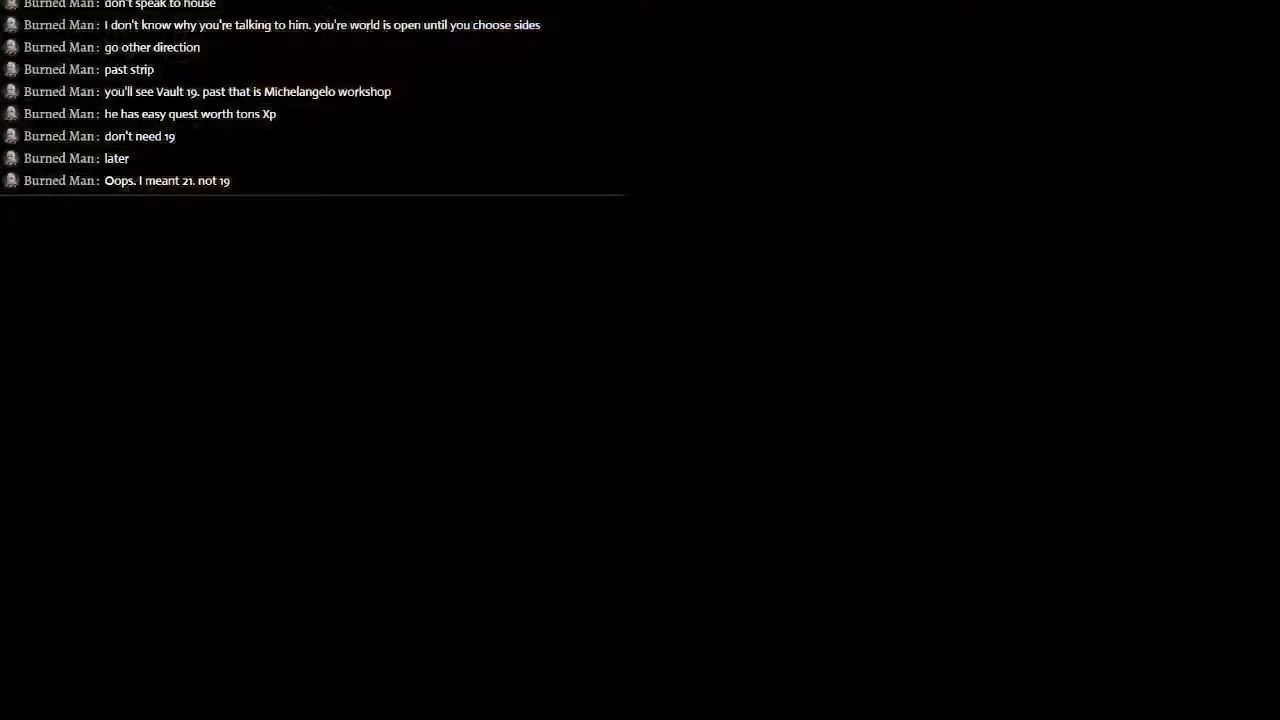 Burned Man: don't speak to house
Burned Man: I don't know why you're talking to him. you're world is open until you choose sides
Burned Man: go other direction
Burned Man: past strip
Burned Man: you'll see Vault 19. past that is Michelangelo workshop
Burned Man: he has easy quest worth tons Xp
Burned Man: don't need 19
Burned Man: later
Burned Man: Oops. I meant 21. not 19